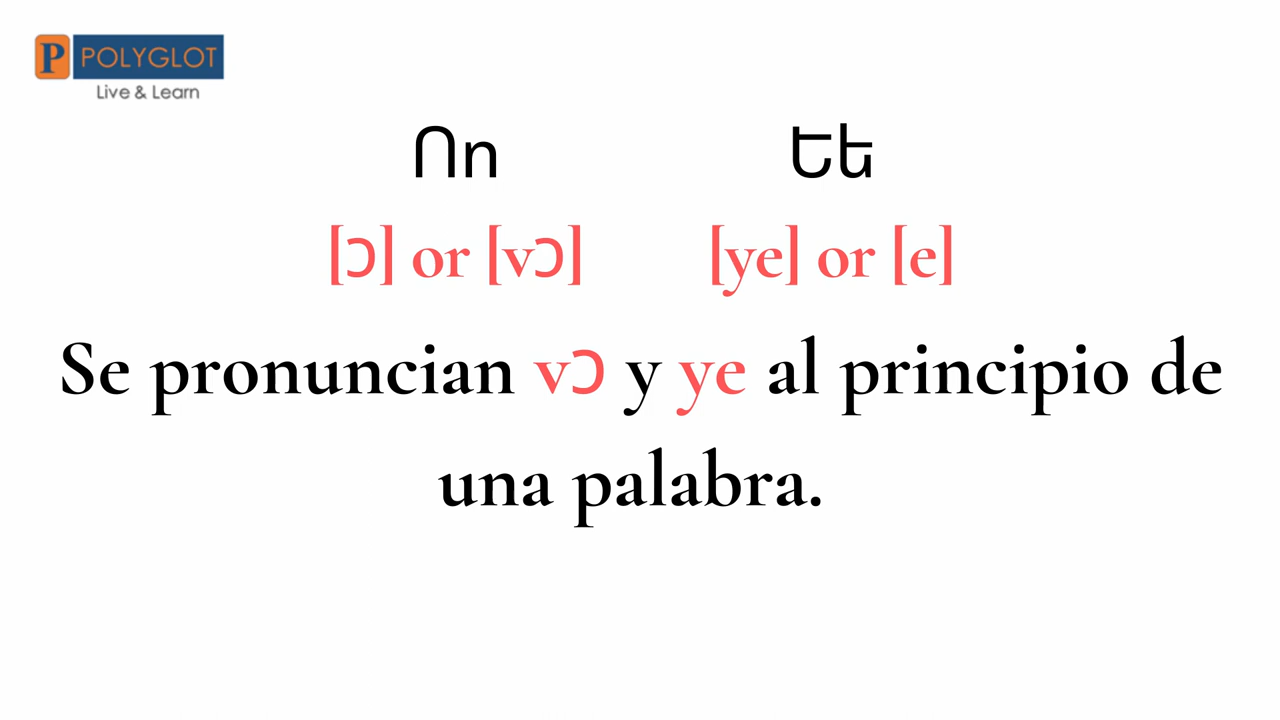 P POLYGLOT
Live & Learn
Ոո Եե
[ɔ] or [vɔ] [ye] or [e]
Se pronuncian vɔ y ye al principio de
una palabra.